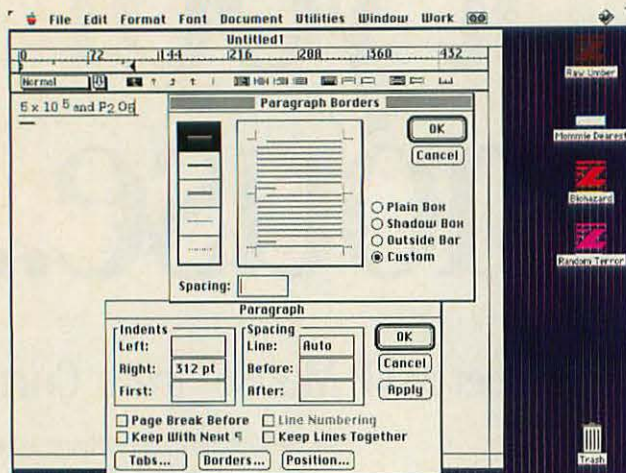 File Edit Format Font Document Utilities Window Work
Untitled1
0 72 144 216 288 360 432
Normal
5 x 10 5 and P2 O5
Raw Umber
Mommie Dearest
Biohazard
Random Terror
Trash
Paragraph Borders
OK
Cancel
Plain Box
Shadow Box
Outside Bar
Custom
Spacing:
Paragraph
Indents
Left:
Right: 312 pt
First:
Spacing
Line: Auto
Before:
After:
OK
Cancel
Apply
Page Break Before
Line Numbering
Keep With Next ¶
Keep Lines Together
Tabs... Borders... Position...